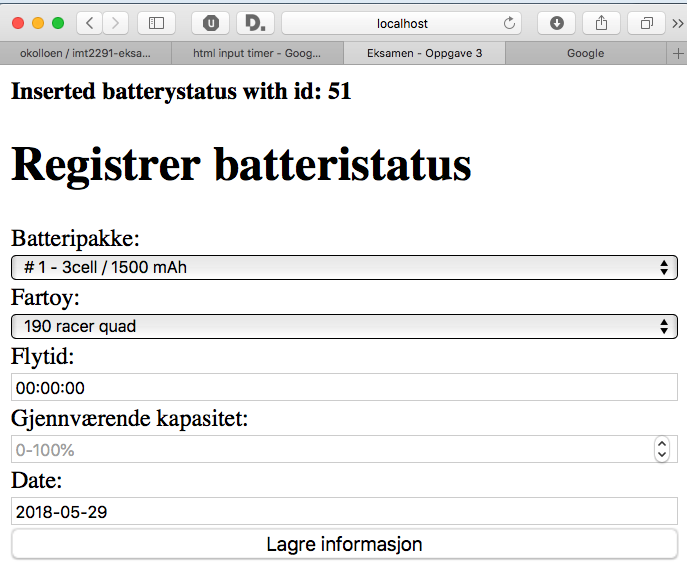 localhost
okolloen / imt2291-eksa...
html input timer - Goog...
Eksamen - Oppgave 3
Google
Inserted batterystatus with id: 51
Registrer batteristatus
Batteripakke:
# 1 - 3cell / 1500 mAh
Fartoy:
190 racer quad
Flytid:
00:00:00
Gjennværende kapasitet:
0-100%
Date:
2018-05-29
Lagre informasjon